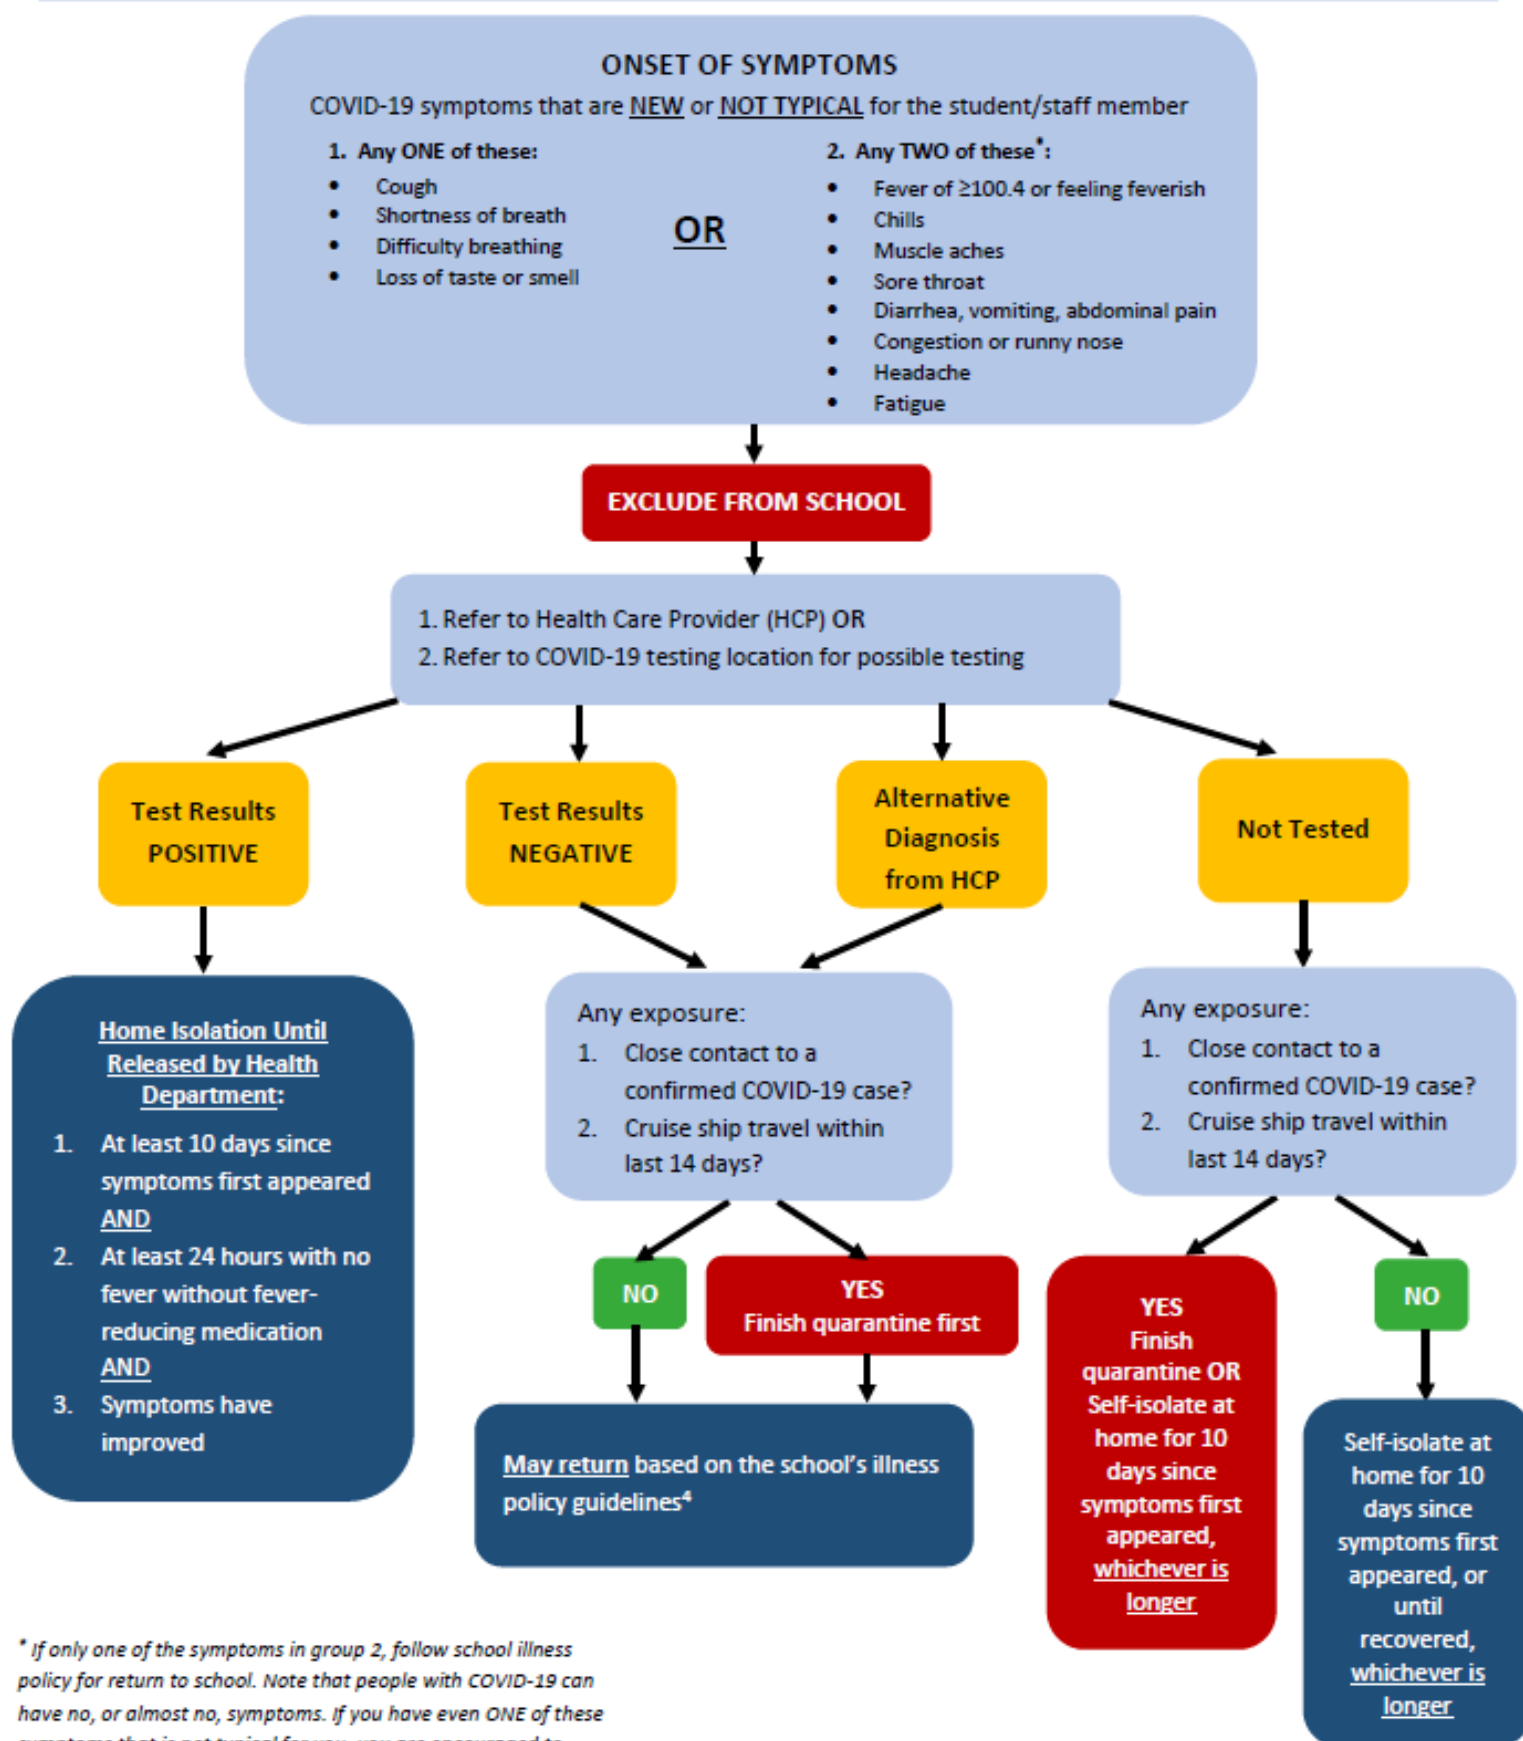 ONSET OF SYMPTOMS
COVID-19 symptoms that are NEW or NOT TYPICAL for the student/staff member
1. Any ONE of these:
• Cough
• Shortness of breath
• Difficulty breathing
• Loss of taste or smell
OR
2. Any TWO of these*:
• Fever of ≥100.4 or feeling feverish
• Chills
• Muscle aches
• Sore throat
• Diarrhea, vomiting, abdominal pain
• Congestion or runny nose
• Headache
• Fatigue
EXCLUDE FROM SCHOOL
1. Refer to Health Care Provider (HCP) OR
2. Refer to COVID-19 testing location for possible testing
Test Results
POSITIVE
Test Results
NEGATIVE
Alternative
Diagnosis
from HCP
Not Tested
Home Isolation Until
Released by Health
Department:
1. At least 10 days since
symptoms first appeared
AND
2. At least 24 hours with no
fever without fever-
reducing medication
AND
3. Symptoms have
improved
Any exposure:
1. Close contact to a
confirmed COVID-19 case?
2. Cruise ship travel within
last 14 days?
NO
YES
Finish quarantine first
May return based on the school's illness
policy guidelines⁴
Any exposure:
1. Close contact to a
confirmed COVID-19 case?
2. Cruise ship travel within
last 14 days?
YES
Finish
quarantine OR
Self-isolate at
home for 10
days since
symptoms first
appeared,
whichever is
longer
NO
Self-isolate at
home for 10
days since
symptoms first
appeared, or
until
recovered,
whichever is
longer
* If only one of the symptoms in group 2, follow school illness
policy for return to school. Note that people with COVID-19 can
have no, or almost no, symptoms. If you have even ONE of these
symptoms that is not typical for you, you are encouraged to